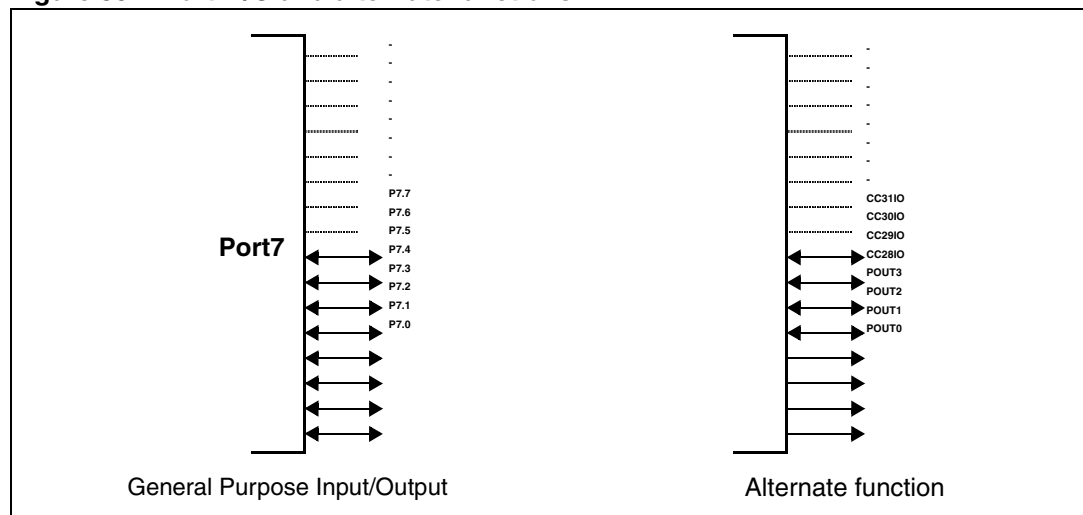 -
-
-
-
-
-
-
-
P7.7
P7.6
P7.5
P7.4
P7.3
P7.2
P7.1
P7.0
Port7
General Purpose Input/Output
-
-
-
-
-
-
-
-
CC31IO
CC30IO
CC29IO
CC28IO
POUT3
POUT2
POUT1
POUT0
Alternate function